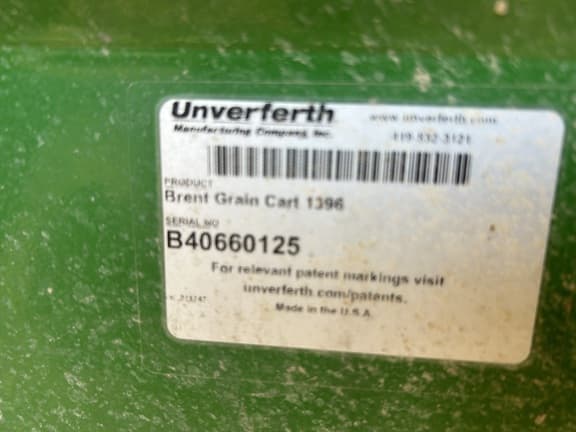 Unverferth
www.unverferth.com
Manufacturing Company, Inc.
419-532-3121
PRODUCT
Brent Grain Cart 1396
SERIAL NO
B40660125
For relevant patent markings visit
unverferth.com/patents.
Made in the U.S.A.